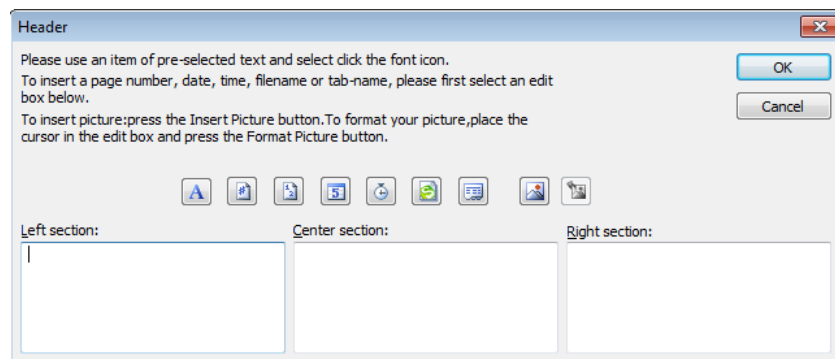 Header
Please use an item of pre-selected text and select click the font icon.
To insert a page number, date, time, filename or tab-name, please first select an edit
box below.
To insert picture:press the Insert Picture button.To format your picture,place the
cursor in the edit box and press the Format Picture button.
OK
Cancel
A # 1 2 5
Left section: Center section: Right section: